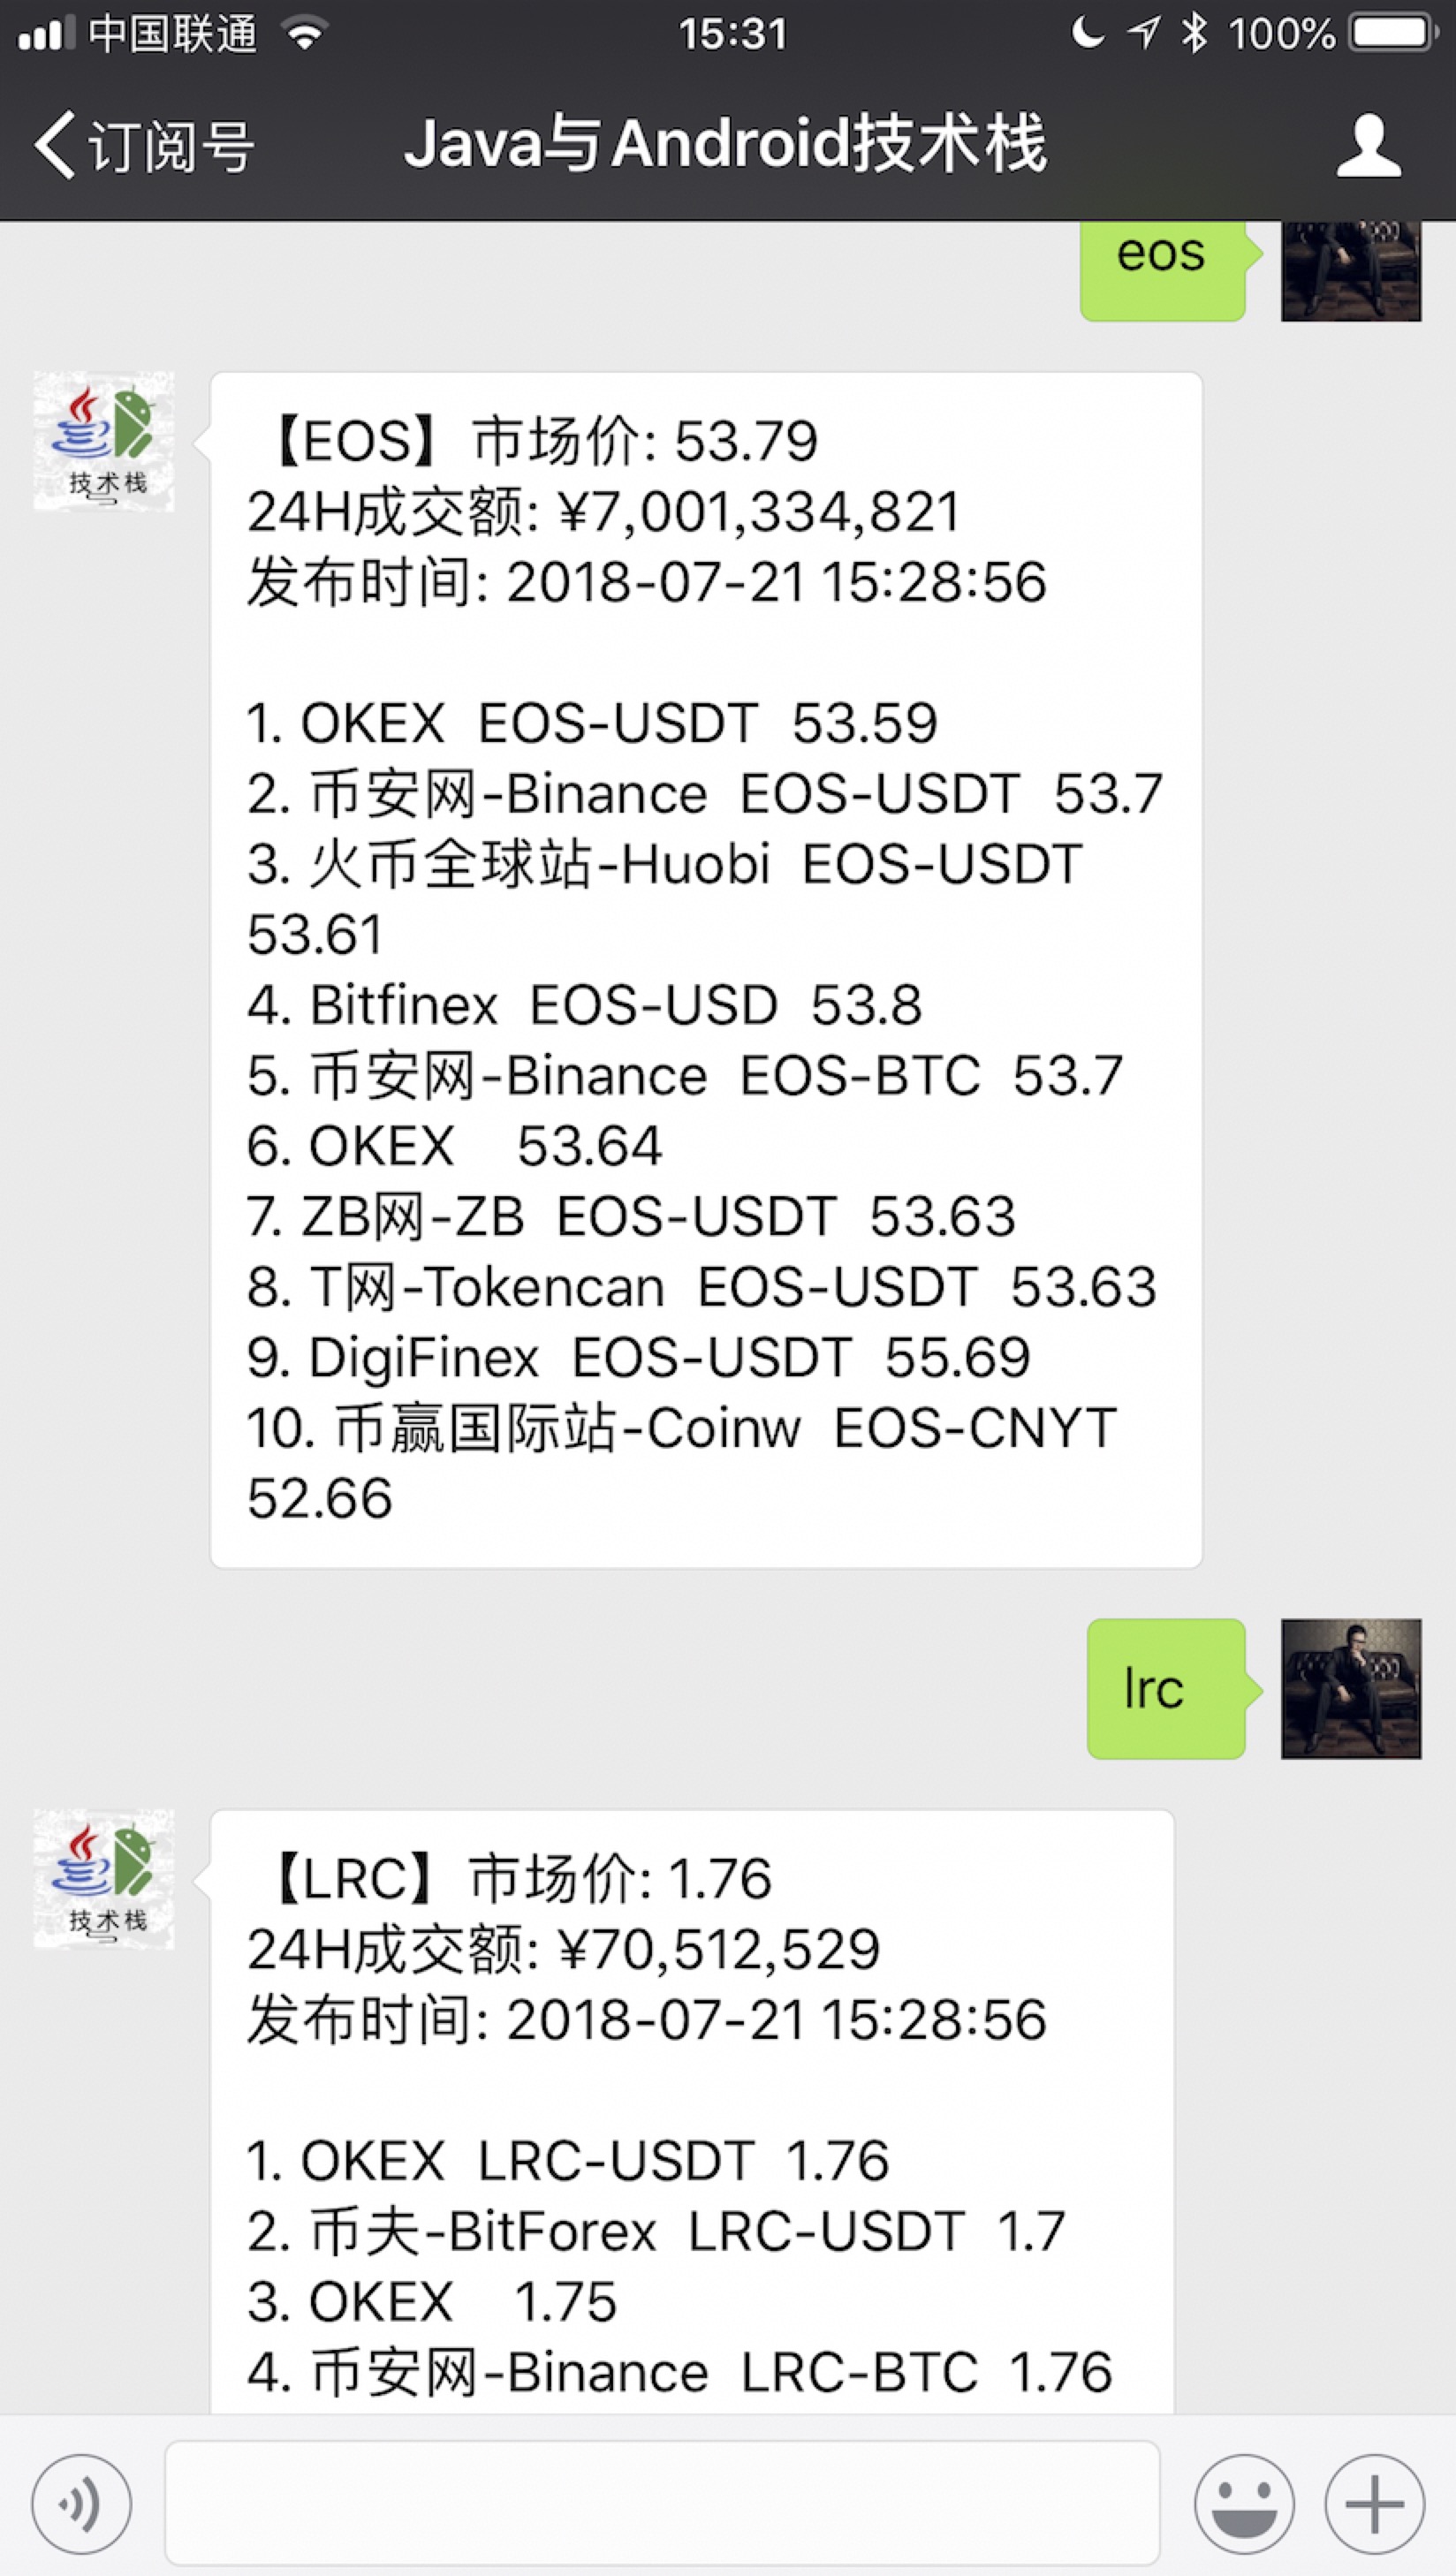 中国联通 15:31 100%
订阅号 Java与Android技术栈
eos
技术栈
【EOS】市场价: 53.79
24H成交额: ¥7,001,334,821
发布时间: 2018-07-21 15:28:56
1. OKEX EOS-USDT 53.59
2. 币安网-Binance EOS-USDT 53.7
3. 火币全球站-Huobi EOS-USDT
53.61
4. Bitfinex EOS-USD 53.8
5. 币安网-Binance EOS-BTC 53.7
6. OKEX 53.64
7. ZB网-ZB EOS-USDT 53.63
8. T网-Tokencan EOS-USDT 53.63
9. DigiFinex EOS-USDT 55.69
10. 币赢国际站-Coinw EOS-CNYT
52.66
lrc
技术栈
【LRC】市场价: 1.76
24H成交额: ¥70,512,529
发布时间: 2018-07-21 15:28:56
1. OKEX LRC-USDT 1.76
2. 币夫-BitForex LRC-USDT 1.7
3. OKEX 1.75
4. 币安网-Binance LRC-BTC 1.76